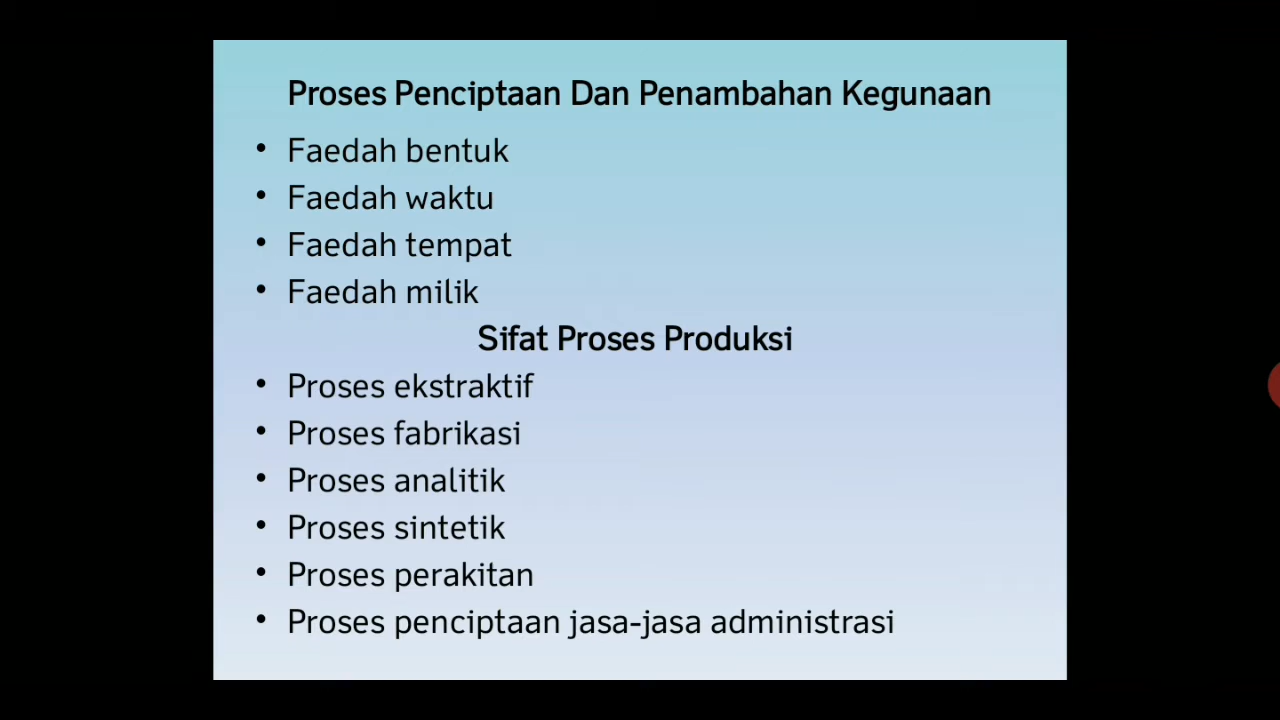 Proses Penciptaan Dan Penambahan Kegunaan
• Faedah bentuk
• Faedah waktu
• Faedah tempat
• Faedah milik
Sifat Proses Produksi
• Proses ekstraktif
• Proses fabrikasi
• Proses analitik
• Proses sintetik
• Proses perakitan
• Proses penciptaan jasa-jasa administrasi